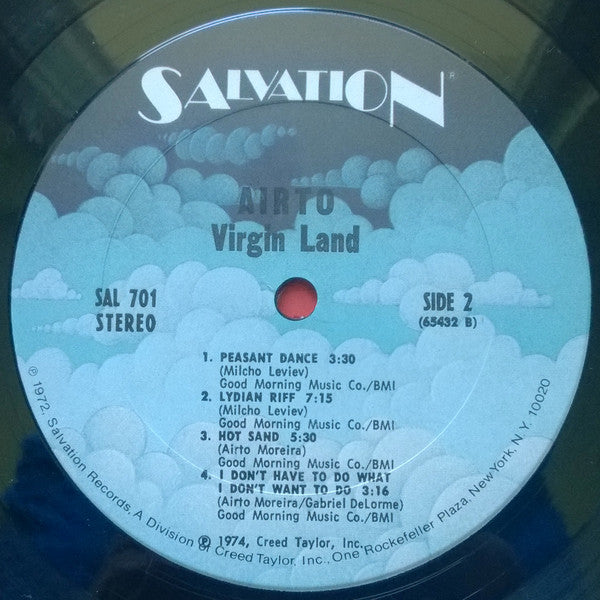 SALVATION
®
AIRTO
Virgin Land
SAL 701
STEREO
SIDE 2
(65432 B)
1. PEASANT DANCE 3:30
(Milcho Leviev)
Good Morning Music Co./BMI
2. LYDIAN RIFF 7:15
(Milcho Leviev)
Good Morning Music Co./BMI
3. HOT SAND 5:30
(Airto Moreira)
Good Morning Music Co./BMI
4. I DON'T HAVE TO DO WHAT
I DON'T WANT TO DO 3:16
(Airto Moreira/Gabriel DeLorme)
Good Morning Music Co./BMI
℗ 1974, Creed Taylor, Inc.
℗ 1972, Salvation Records, A Division of Creed Taylor, Inc., One Rockefeller Plaza, New York, N.Y. 10020